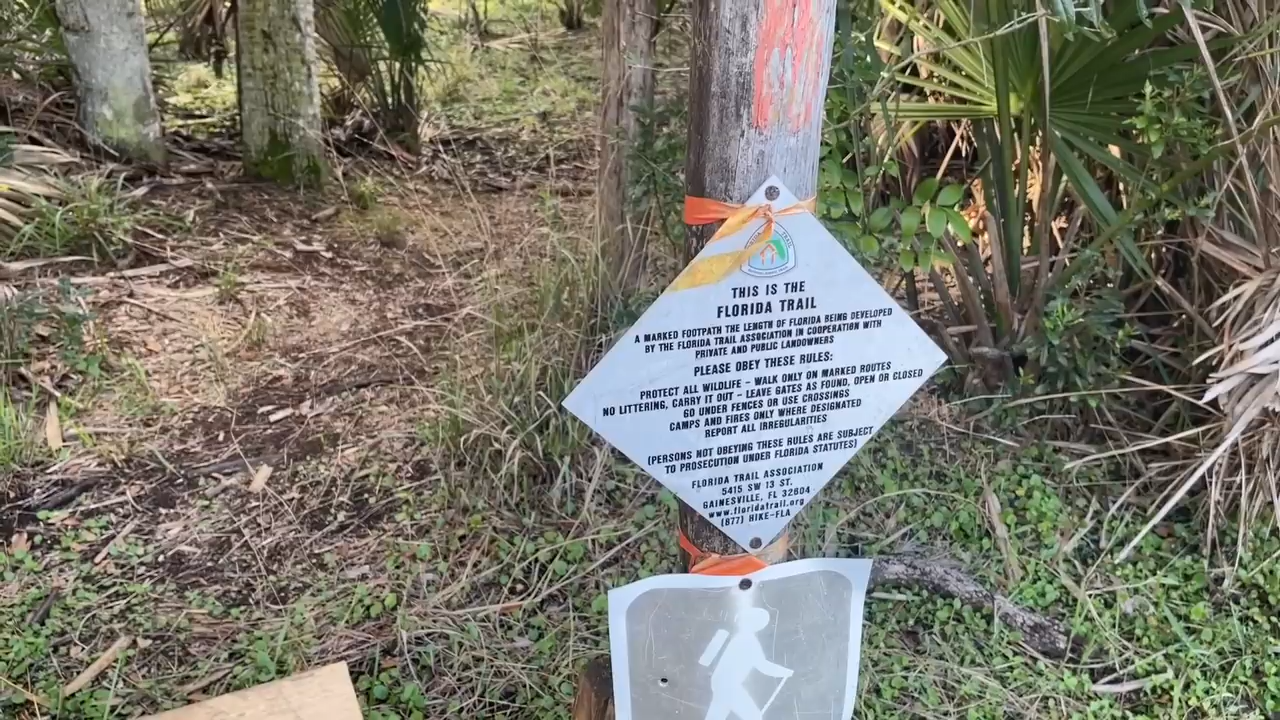 TRAIL
THIS IS THE
FLORIDA TRAIL
A MARKED FOOTPATH THE LENGTH OF FLORIDA BEING DEVELOPED
BY THE FLORIDA TRAIL ASSOCIATION IN COOPERATION WITH
PRIVATE AND PUBLIC LANDOWNERS
PLEASE OBEY THESE RULES:
PROTECT ALL WILDLIFE – WALK ONLY ON MARKED ROUTES
NO LITTERING, CARRY IT OUT – LEAVE GATES AS FOUND, OPEN OR CLOSED
GO UNDER FENCES OR USE CROSSINGS
CAMPS AND FIRES ONLY WHERE DESIGNATED
REPORT ALL IRREGULARITIES
(PERSONS NOT OBEYING THESE RULES ARE SUBJECT
TO PROSECUTION UNDER FLORIDA STATUTES)
FLORIDA TRAIL ASSOCIATION
5415 SW 13 ST.
GAINESVILLE, FL 32604
www.floridatrail.org
(877) HIKE-FLA